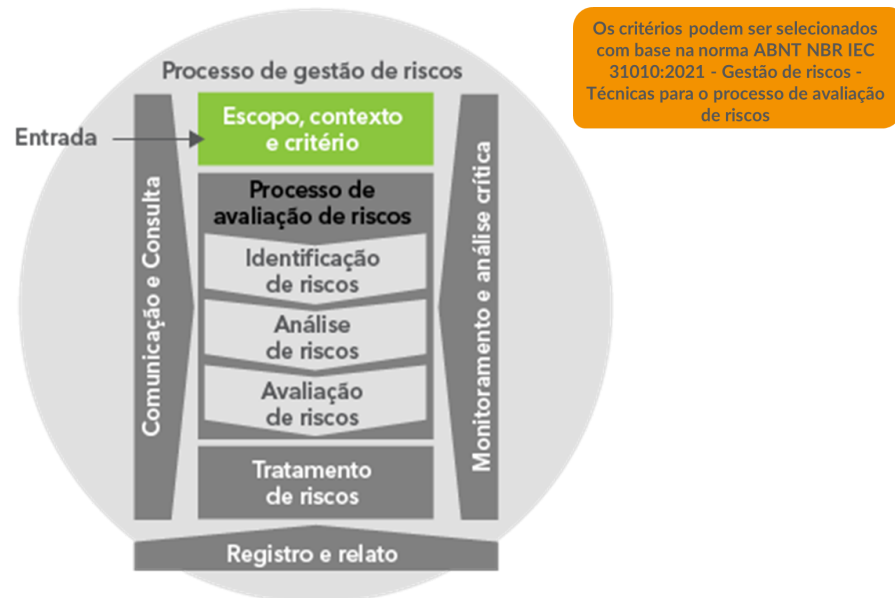 Processo de gestão de riscos
Entrada
Escopo, contexto
e critério
Processo de
avaliação de riscos
Identificação
de riscos
Análise
de riscos
Avaliação
de riscos
Tratamento
de riscos
Comunicação e Consulta
Monitoramento e análise crítica
Registro e relato
Os critérios podem ser selecionados
com base na norma ABNT NBR IEC
31010:2021 - Gestão de riscos -
Técnicas para o processo de avaliação
de riscos